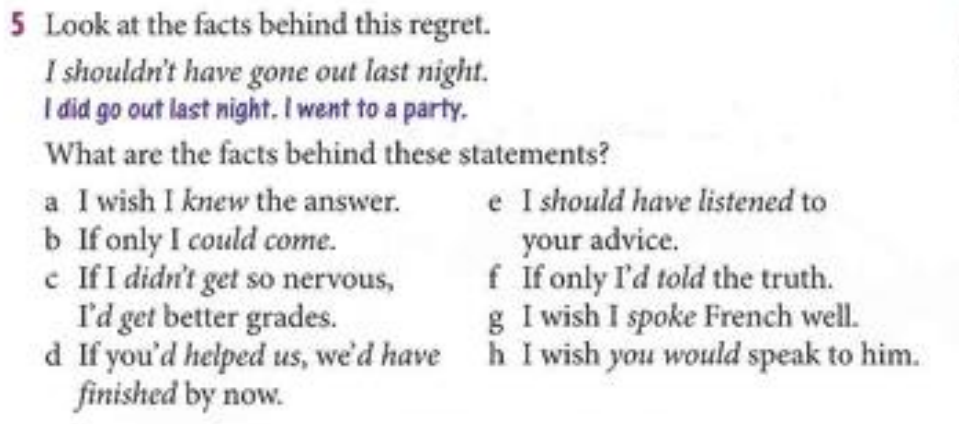 5 Look at the facts behind this regret.
I shouldn't have gone out last night.
I did go out last night. I went to a party.
What are the facts behind these statements?
a I wish I knew the answer.
b If only I could come.
c If I didn't get so nervous,
I'd get better grades.
d If you'd helped us, we'd have
finished by now.
e I should have listened to
your advice.
f If only I'd told the truth.
g I wish I spoke French well.
h I wish you would speak to him.